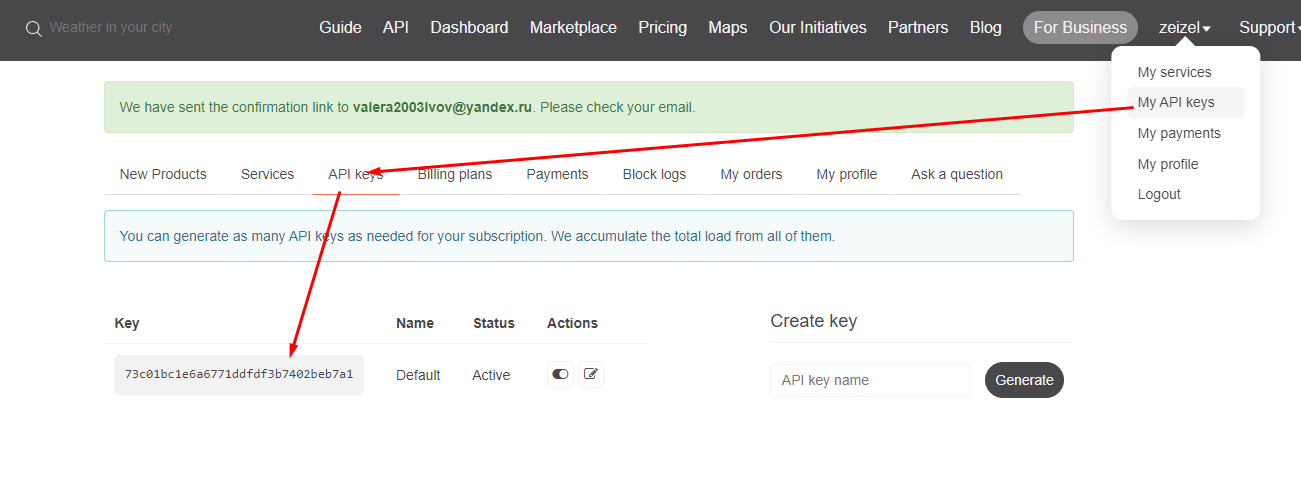 Weather in your city Guide API Dashboard Marketplace Pricing Maps Our Initiatives Partners Blog For Business zeizel Support
My services
My API keys
My payments
My profile
Logout
We have sent the confirmation link to valera2003lvov@yandex.ru. Please check your email.
New Products Services API keys Billing plans Payments Block logs My orders My profile Ask a question
You can generate as many API keys as needed for your subscription. We accumulate the total load from all of them.
Key Name Status Actions
73c01bc1e6a6771ddfdf3b7402beb7a1 Default Active
Create key
API key name Generate